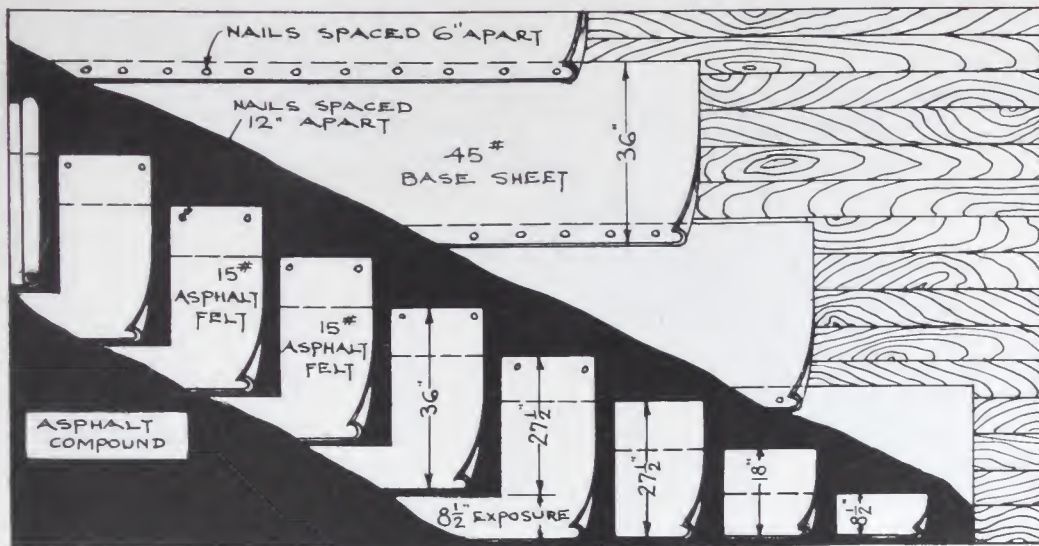 NAILS SPACED 6" APART
NAILS SPACED
12" APART
45#
BASE SHEET
36"
15#
ASPHALT
FELT
15#
ASPHALT
FELT
36"
27½"
27½"
18"
8½"
8½" EXPOSURE
ASPHALT
COMPOUND